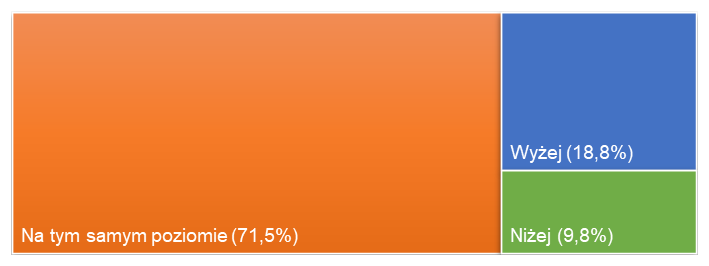 Na tym samym poziomie (71,5%)
Wyżej (18,8%)
Niżej (9,8%)